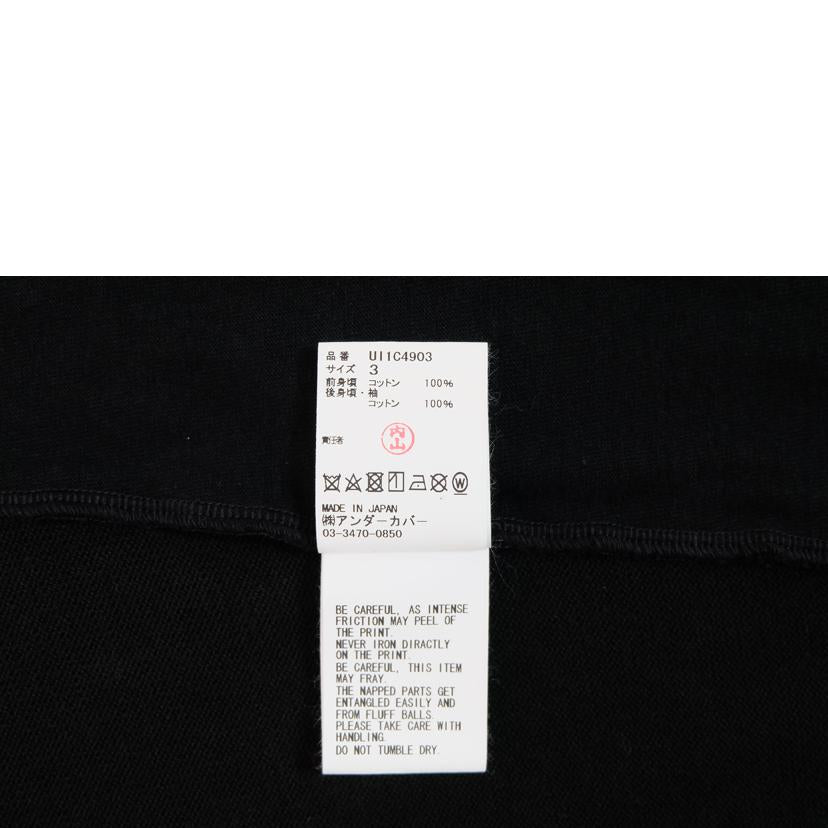 品番 UI1C4903
サイズ 3
前身頃 コットン 100%
後身頃・袖
コットン 100%
責任者 内山
W
MADE IN JAPAN
㈱アンダーカバー
03-3470-0850
BE CAREFUL, AS INTENSE
FRICTION MAY PEEL OF
THE PRINT.
NEVER IRON DIRACTLY
ON THE PRINT.
BE CAREFUL, THIS ITEM
MAY FRAY.
THE NAPPED PARTS GET
ENTANGLED EASILY AND
FROM FLUFF BALLS.
PLEASE TAKE CARE WITH
HANDLING.
DO NOT TUMBLE DRY.